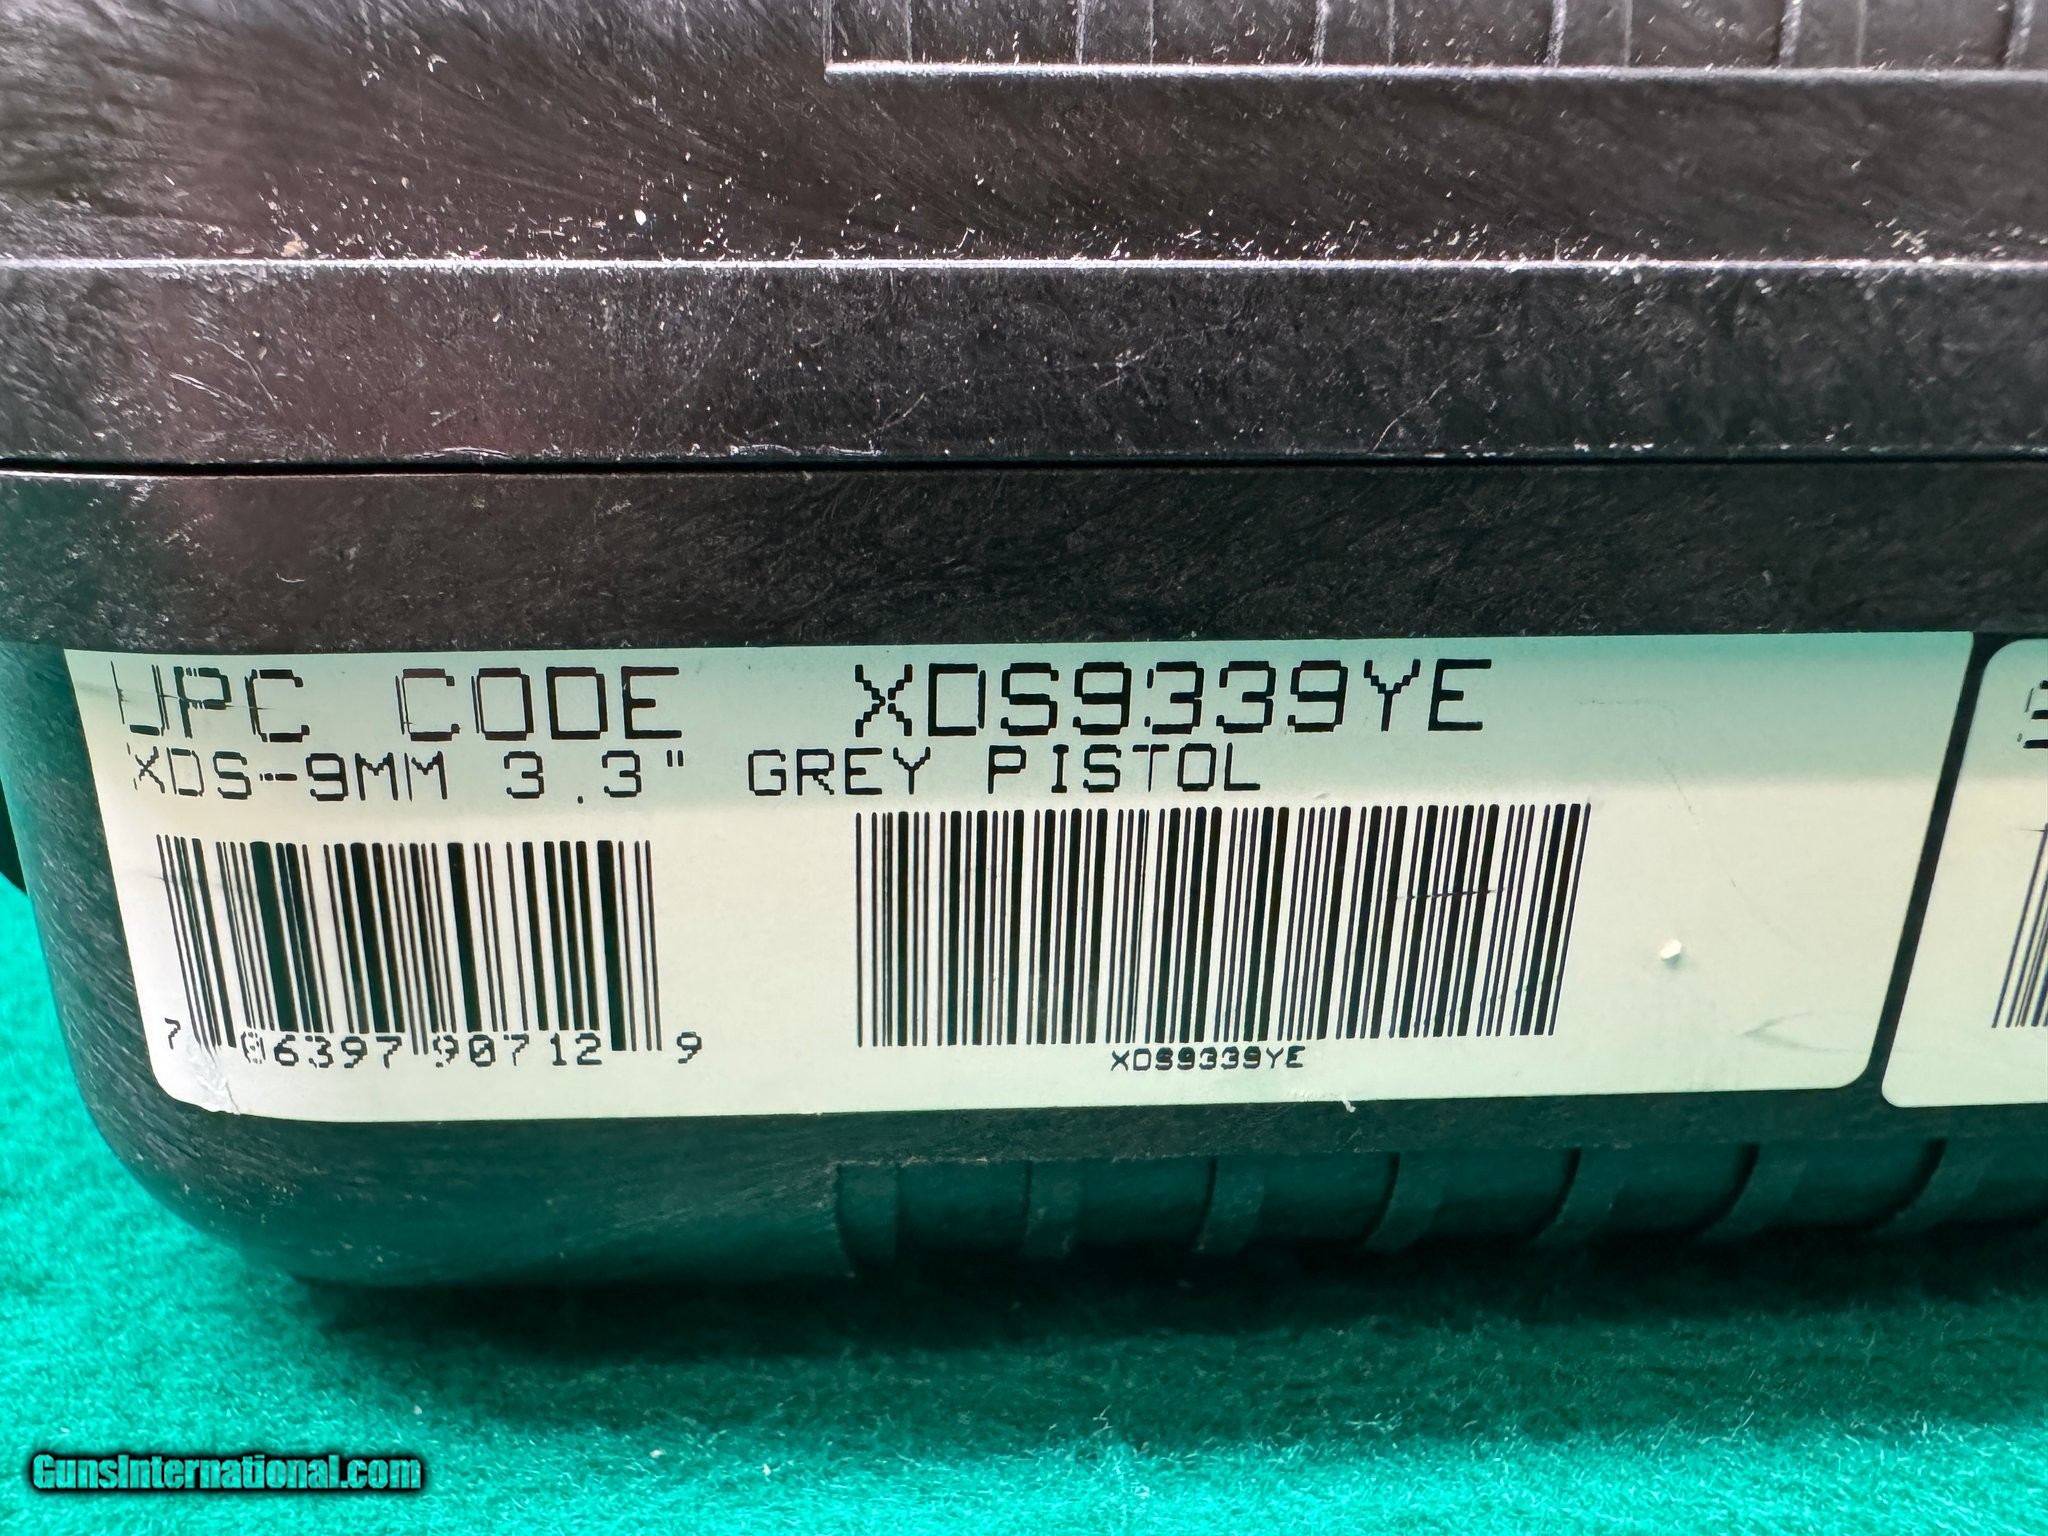 UPC CODE XDS9339YE
XDS-9MM 3.3" GREY PISTOL
7 06397 90712 9
XDS9339YE
GunsInternational.com